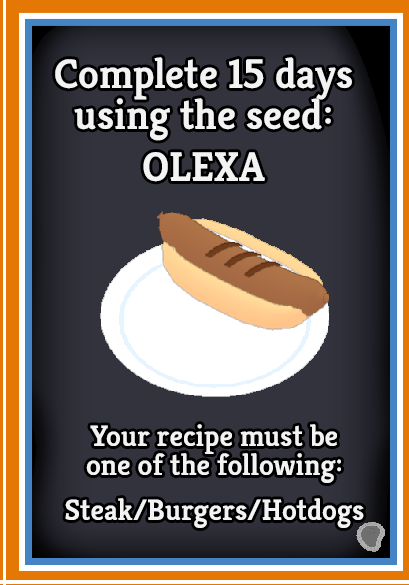 Complete 15 days
using the seed:
OLEXA
Your recipe must be
one of the following:
Steak/Burgers/Hotdogs